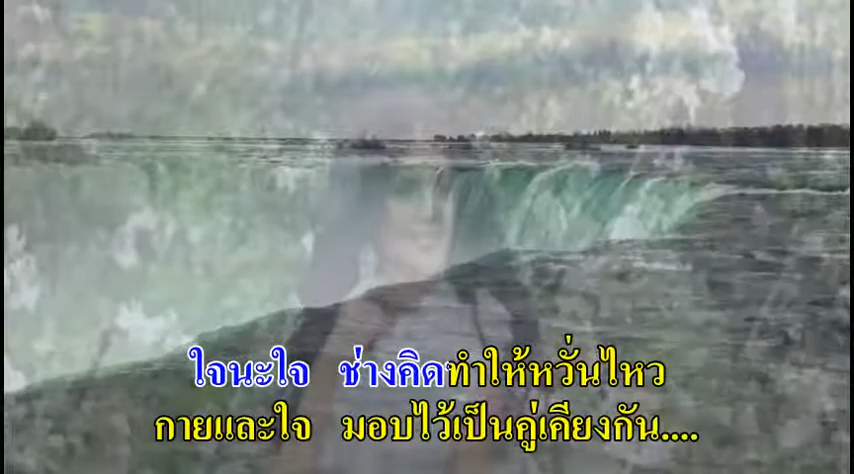 ใจนะใจ ช่างคิดทำให้หวั่นไหว
กายและใจ มอบไว้เป็นคู่เคียงกัน....